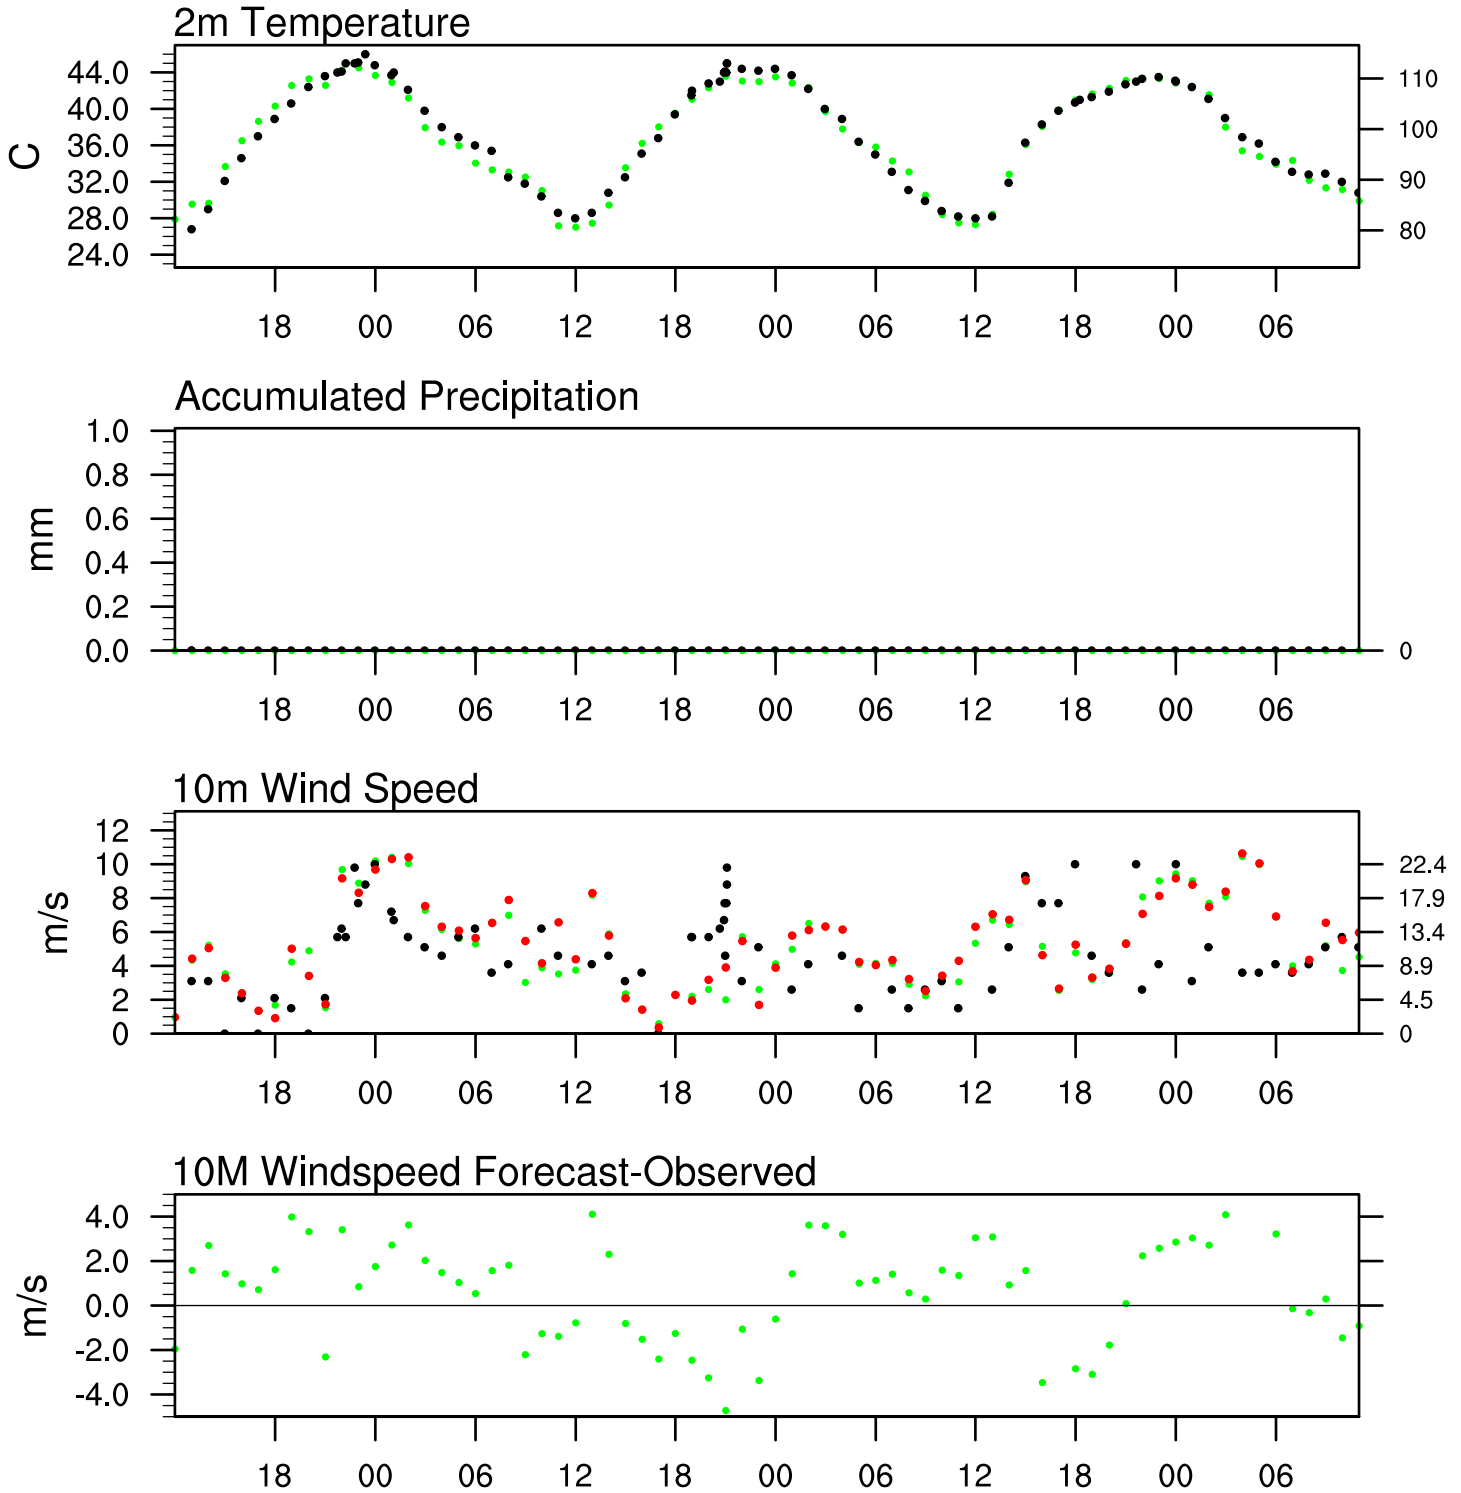 2m Temperature
44.0
40.0
36.0
32.0
28.0
24.0
C
110
100
90
80
18 00 06 12 18 00 06 12 18 00 06
Accumulated Precipitation
1.0
0.8
0.6
0.4
0.2
0.0
mm
0
18 00 06 12 18 00 06 12 18 00 06
10m Wind Speed
12
10
8
6
4
2
0
m/s
22.4
17.9
13.4
8.9
4.5
0
18 00 06 12 18 00 06 12 18 00 06
10M Windspeed Forecast-Observed
4.0
2.0
0.0
-2.0
-4.0
m/s
18 00 06 12 18 00 06 12 18 00 06